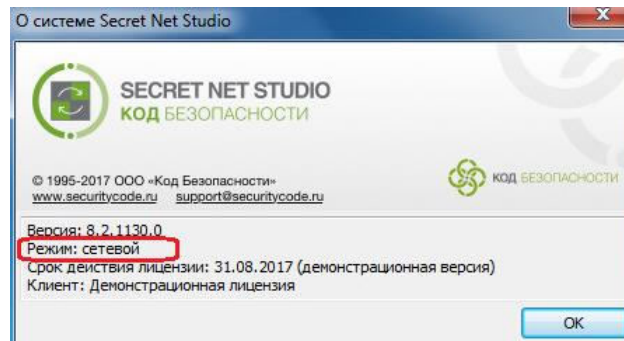 О системе Secret Net Studio
SECRET NET STUDIO
КОД БЕЗОПАСНОСТИ
© 1995-2017 ООО «Код Безопасности»
www.securitycode.ru support@securitycode.ru
КОД БЕЗОПАСНОСТИ
Версия: 8.2.1130.0
Режим: сетевой
Срок действия лицензии: 31.08.2017 (демонстрационная версия)
Клиент: Демонстрационная лицензия
OK